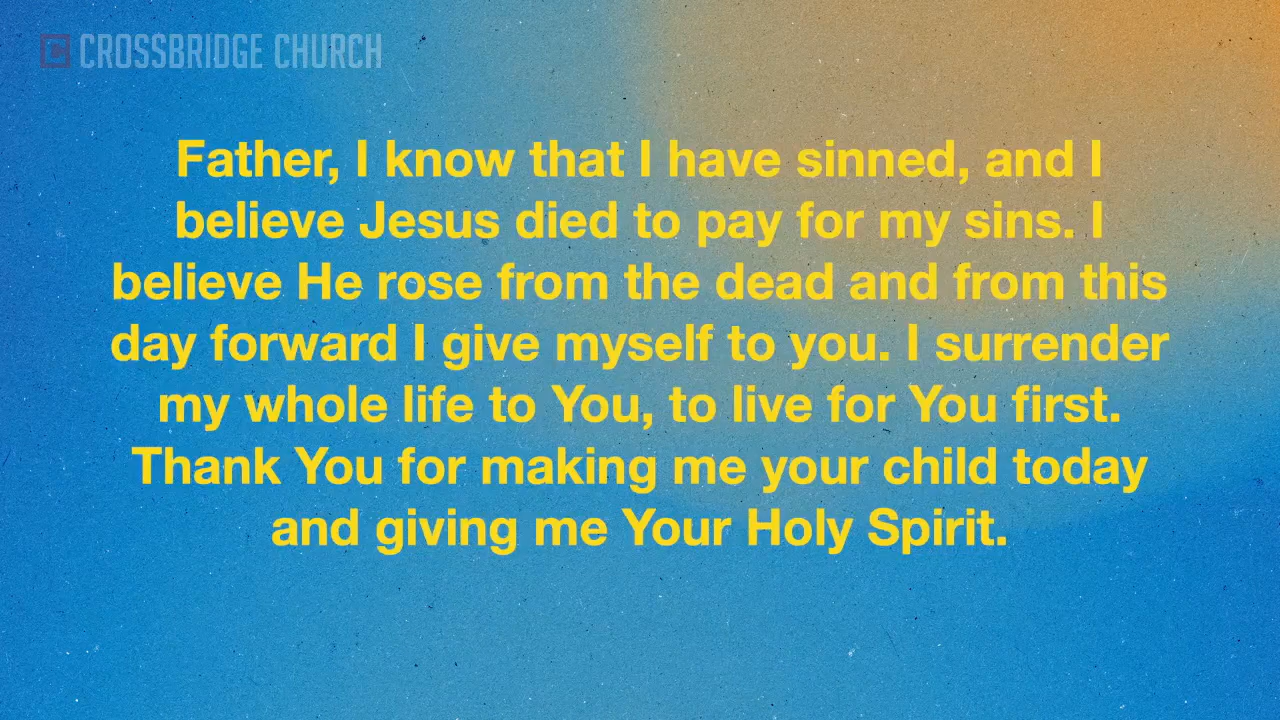 CROSSBRIDGE CHURCH
Father, I know that I have sinned, and I
believe Jesus died to pay for my sins. I
believe He rose from the dead and from this
day forward I give myself to you. I surrender
my whole life to You, to live for You first.
Thank You for making me your child today
and giving me Your Holy Spirit.